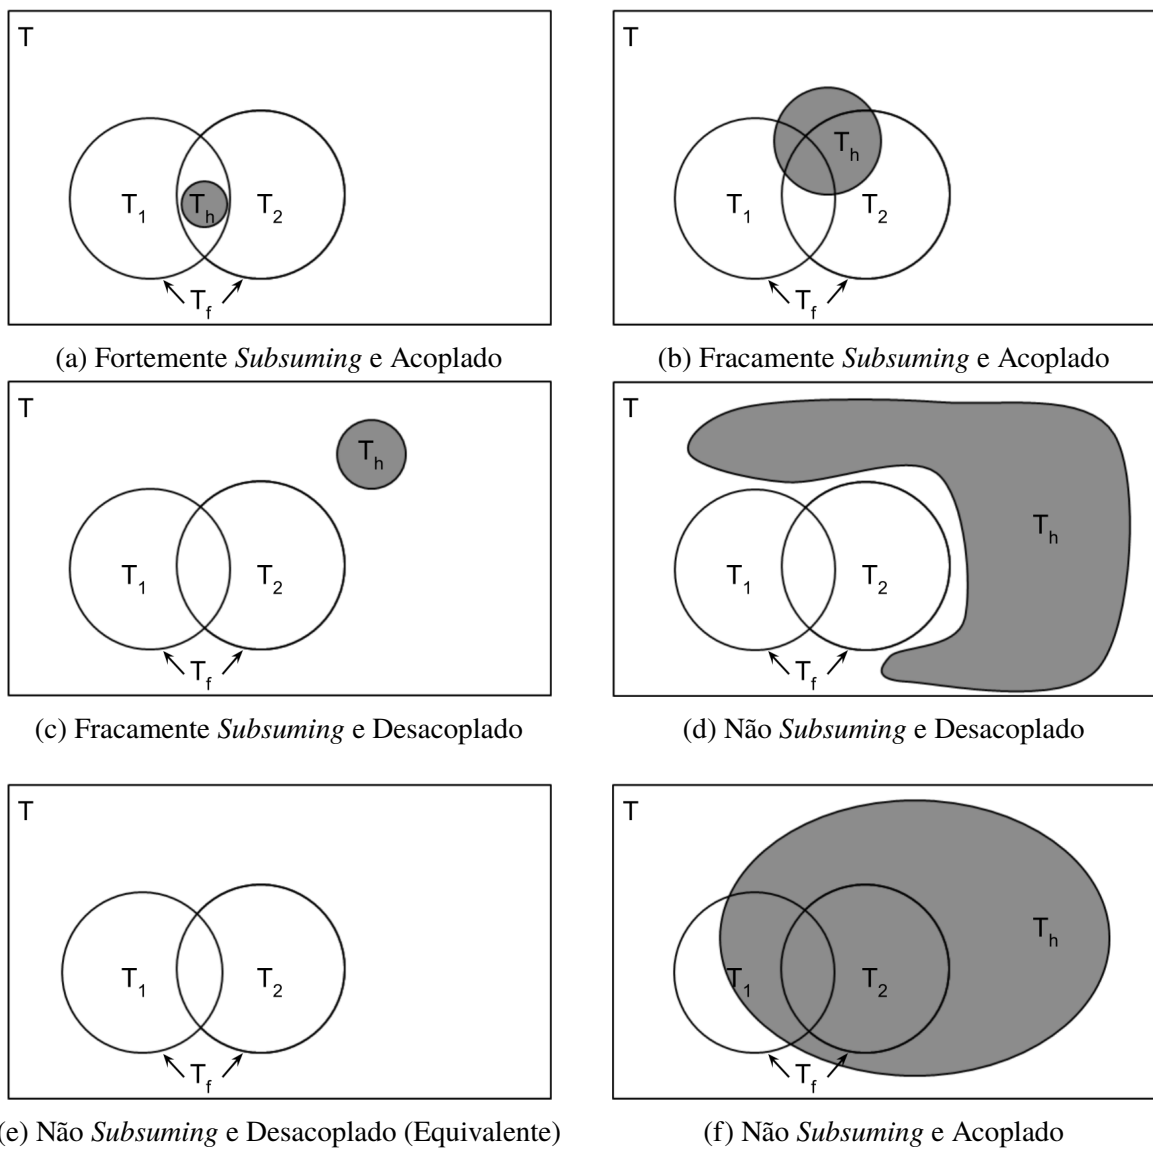 T
T
T1 Th T2
Th
T1 T2
Tf
Tf
(a) Fortemente Subsuming e Acoplado
(b) Fracamente Subsuming e Acoplado
T
T
Th
Th
T1 T2
T1 T2
Tf
Tf
(c) Fracamente Subsuming e Desacoplado
(d) Não Subsuming e Desacoplado
T
T
Th
T1 T2
T1 T2
Tf
Tf
(e) Não Subsuming e Desacoplado (Equivalente)
(f) Não Subsuming e Acoplado